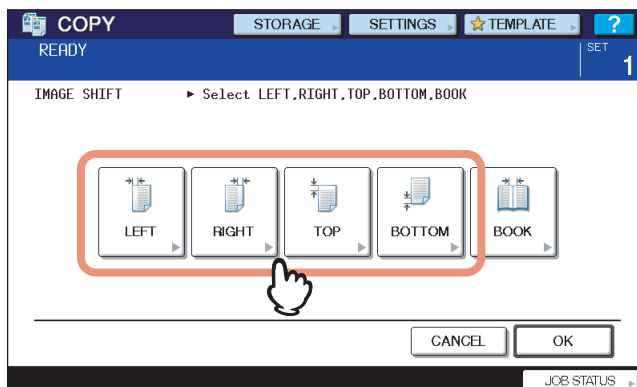 COPY STORAGE SETTINGS TEMPLATE ?
READY SET
1
IMAGE SHIFT ► Select LEFT,RIGHT,TOP,BOTTOM,BOOK
LEFT RIGHT TOP BOTTOM BOOK
CANCEL OK
JOB STATUS